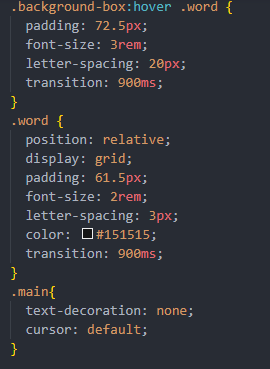 .background-box:hover .word {
padding: 72.5px;
font-size: 3rem;
letter-spacing: 20px;
transition: 900ms;
}
.word {
position: relative;
display: grid;
padding: 61.5px;
font-size: 2rem;
letter-spacing: 3px;
color: #151515;
transition: 900ms;
}
.main{
text-decoration: none;
cursor: default;
}